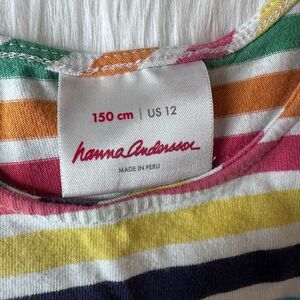 150 cm | US 12
hanna andersson
MADE IN PERU